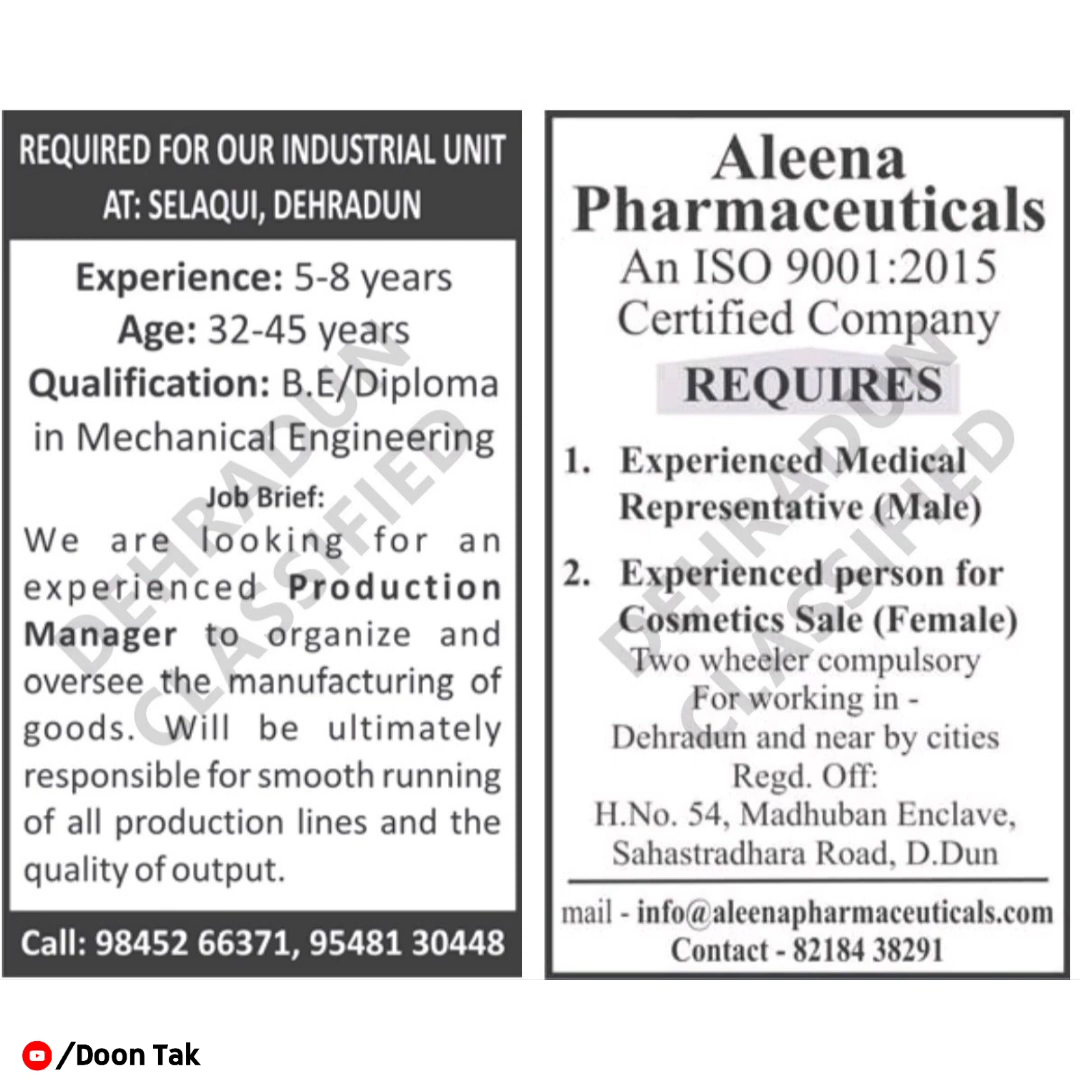 REQUIRED FOR OUR INDUSTRIAL UNIT
AT: SELAQUI, DEHRADUN
Experience: 5-8 years
Age: 32-45 years
Qualification: B.E/Diploma
in Mechanical Engineering
Job Brief:
We are looking for an
experienced Production
Manager to organize and
oversee the manufacturing of
goods. Will be ultimately
responsible for smooth running
of all production lines and the
quality of output.
Call: 98452 66371, 95481 30448
DEHRADUN
CLASSIFIED
Aleena
Pharmaceuticals
An ISO 9001:2015
Certified Company
REQUIRES
1. Experienced Medical
Representative (Male)
2. Experienced person for
Cosmetics Sale (Female)
Two wheeler compulsory
For working in -
Dehradun and near by cities
Regd. Off:
H.No. 54, Madhuban Enclave,
Sahastradhara Road, D.Dun
mail - info@aleenapharmaceuticals.com
Contact - 82184 38291
DEHRADUN
CLASSIFIED
/Doon Tak